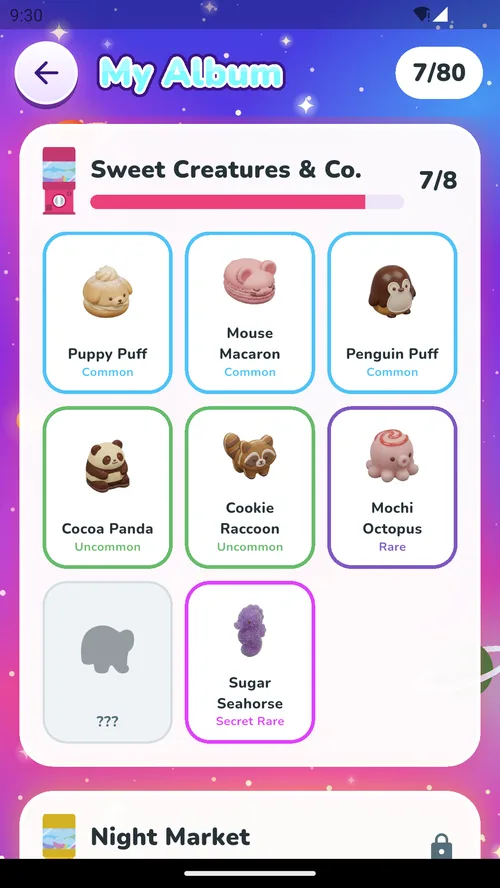 9:30
My Album
7/80
Sweet Creatures & Co.
7/8
Puppy Puff
Common
Mouse
Macaron
Common
Penguin Puff
Common
Cocoa Panda
Uncommon
Cookie
Raccoon
Uncommon
Mochi
Octopus
Rare
???
Sugar
Seahorse
Secret Rare
Night Market